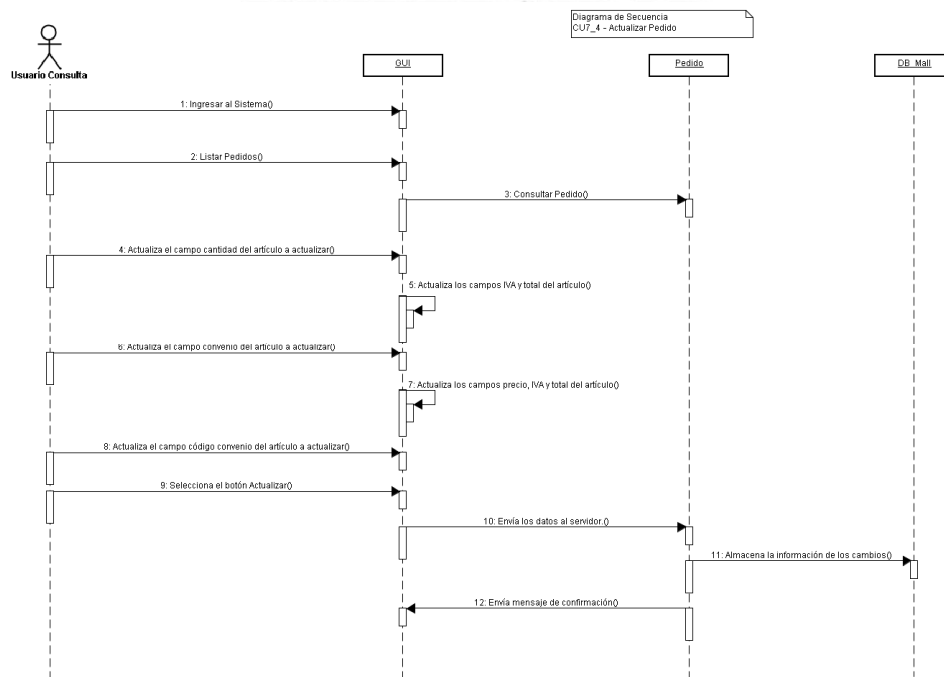 Diagrama de Secuencia
CU7_4 - Actualizar Pedido
Usuario Consulta
GUI
Pedido
DB_Mall
1: Ingresar al Sistema()
2: Listar Pedidos()
3: Consultar Pedido()
4: Actualiza el campo cantidad del artículo a actualizar()
5: Actualiza los campos IVA y total del artículo()
6: Actualiza el campo convenio del artículo a actualizar()
7: Actualiza los campos precio, IVA y total del artículo()
8: Actualiza el campo código convenio del artículo a actualizar()
9: Selecciona el botón Actualizar()
10: Envía los datos al servidor.()
11: Almacena la información de los cambios()
12: Envía mensaje de confirmación()